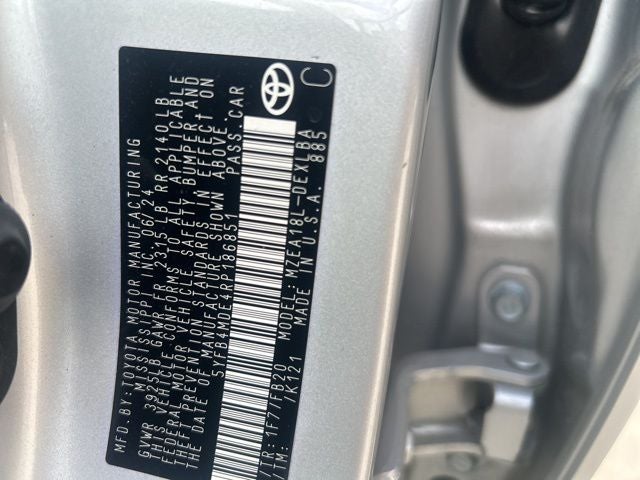 MFD.BY:TOYOTA MOTOR MANUFACTURING
MISSISSIPPI INC. 06/24
GVWR 3925LB GAWR FR 2315 LB RR 2140LB
THIS VEHICLE CONFORMS TO ALL APPLICABLE
FEDERAL MOTOR VEHICLE SAFETY, BUMPER, AND
THEFT PREVENTION STANDARDS IN EFFECT ON
THE DATE OF MANUFACTURE SHOWN ABOVE.
5YFB4MDE4RP186851 PASS.CAR
C/TR: 1F7/FB20 MODEL: MZEA18L-DEXLBA
/K121 MADE IN U.S.A. 885
C